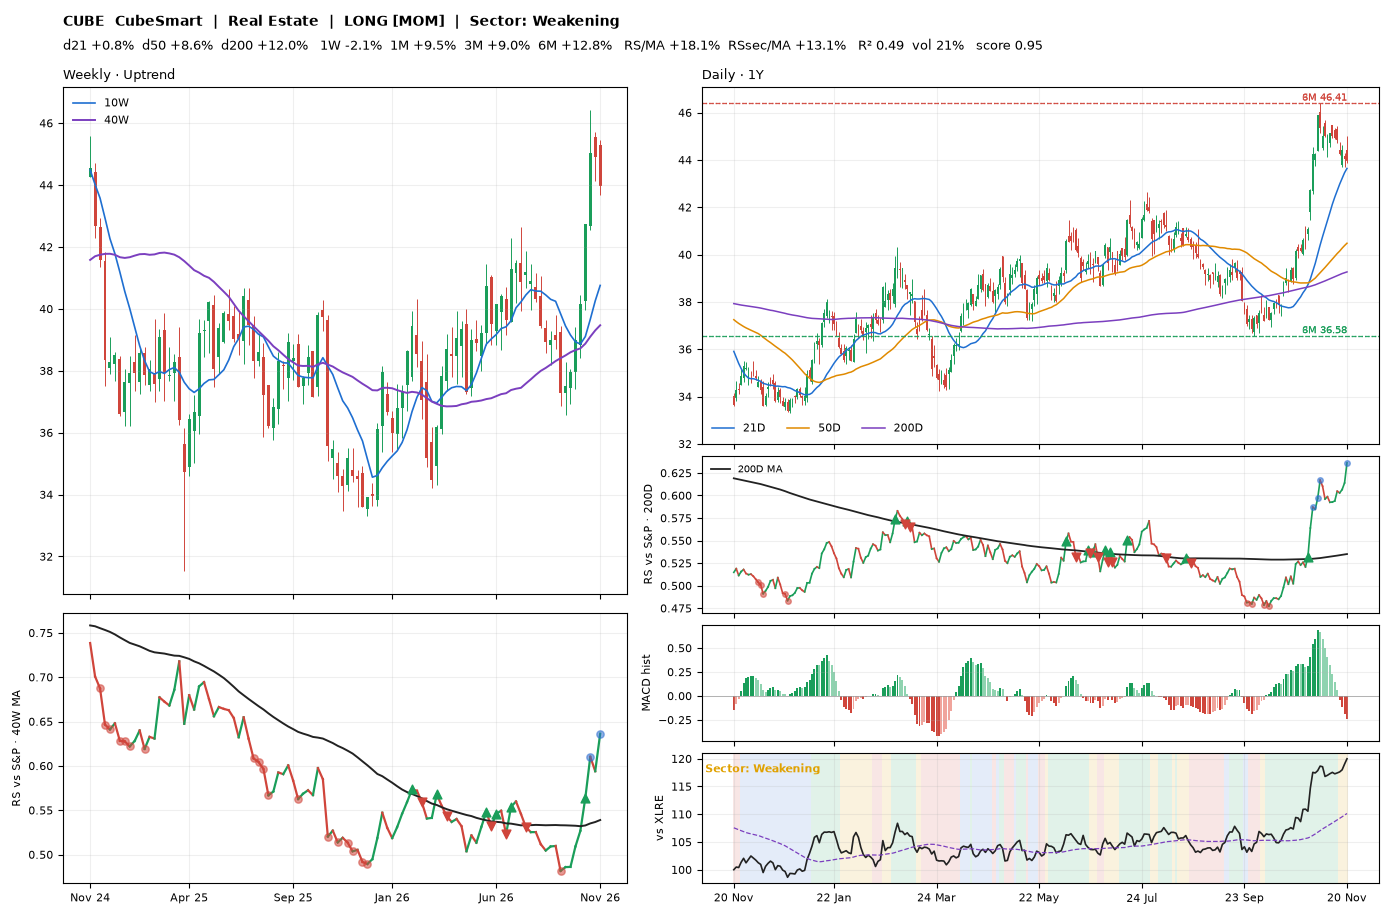 CUBE  CubeSmart  |  Real Estate  |  LONG [MOM]  |  Sector: Weakening
d21 +0.8%  d50 +8.6%  d200 +12.0%   1W -2.1%  1M +9.5%  3M +9.0%  6M +12.8%   RS/MA +18.1%  RSsec/MA +13.1%   R² 0.49  vol 21%   score 0.95
Weekly · Uptrend
10W
40W
46
44
42
40
38
36
34
32
RS vs S&P · 40W MA
0.75
0.70
0.65
0.60
0.55
0.50
Nov 24
Apr 25
Sep 25
Jan 26
Jun 26
Nov 26
Daily · 1Y
6M 46.41
6M 36.58
46
44
42
40
38
36
34
32
21D
50D
200D
RS vs S&P · 200D
200D MA
0.625
0.600
0.575
0.550
0.525
0.500
0.475
MACD hist
0.50
0.25
0.00
−0.25
vs XLRE
Sector: Weakening
120
115
110
105
100
20 Nov
22 Jan
24 Mar
22 May
24 Jul
23 Sep
20 Nov